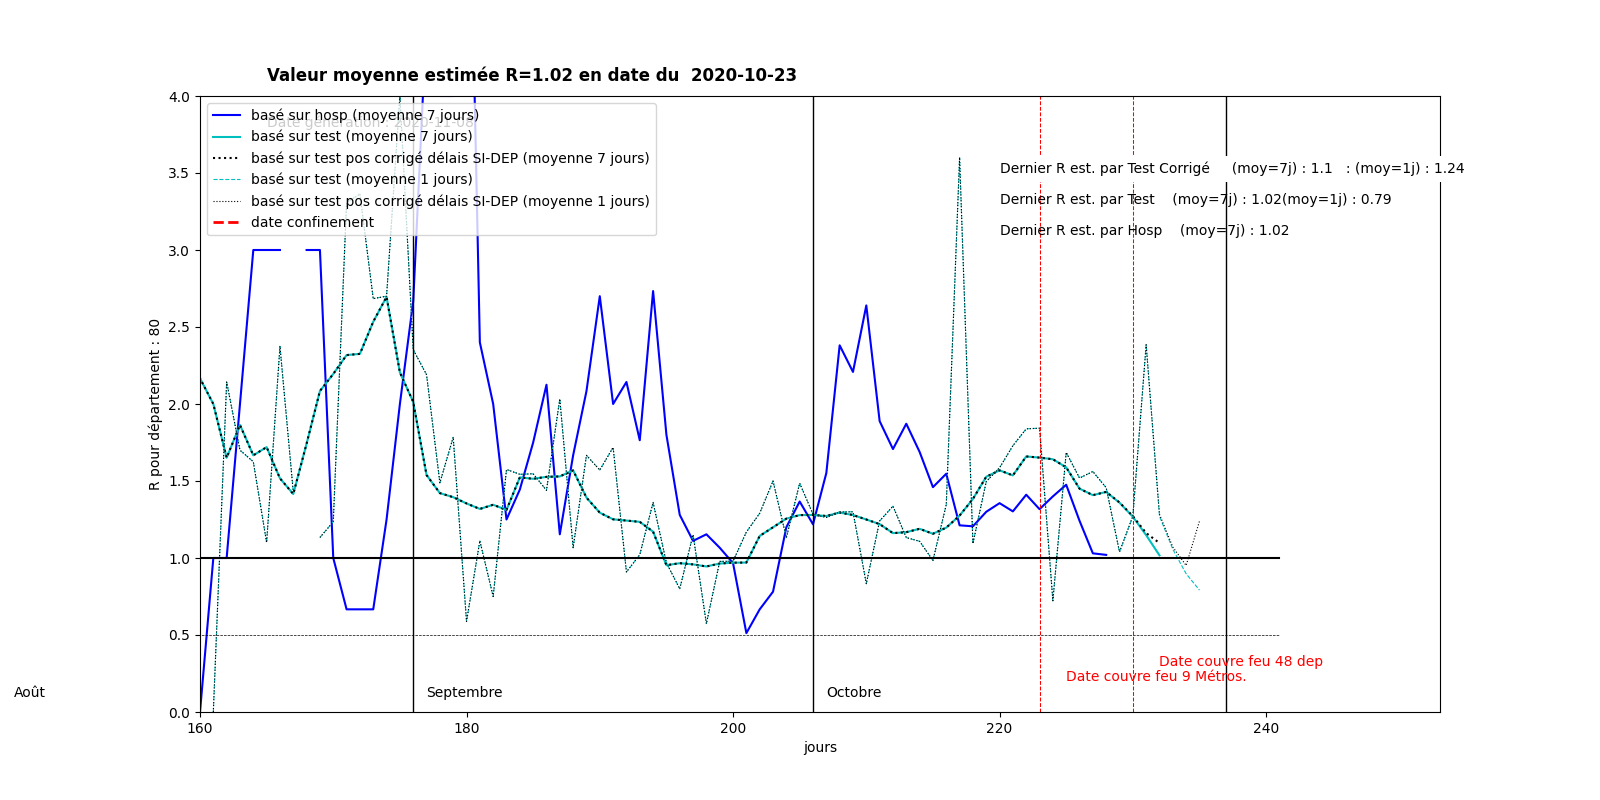 Valeur moyenne estimée R=1.02 en date du  2020-10-23
Date génération : 2020-11-08
basé sur hosp (moyenne 7 jours)
basé sur test (moyenne 7 jours)
basé sur test pos corrigé délais SI-DEP (moyenne 7 jours)
basé sur test (moyenne 1 jours)
basé sur test pos corrigé délais SI-DEP (moyenne 1 jours)
date confinement
Dernier R est. par Test Corrigé     (moy=7j) : 1.1   : (moy=1j) : 1.24
Dernier R est. par Test    (moy=7j) : 1.02(moy=1j) : 0.79
Dernier R est. par Hosp    (moy=7j) : 1.02
R pour département : 80
4.0
3.5
3.0
2.5
2.0
1.5
1.0
0.5
0.0
Date couvre feu 48 dep
Date couvre feu 9 Métros.
Août
Septembre
Octobre
160
180
200
220
240
jours